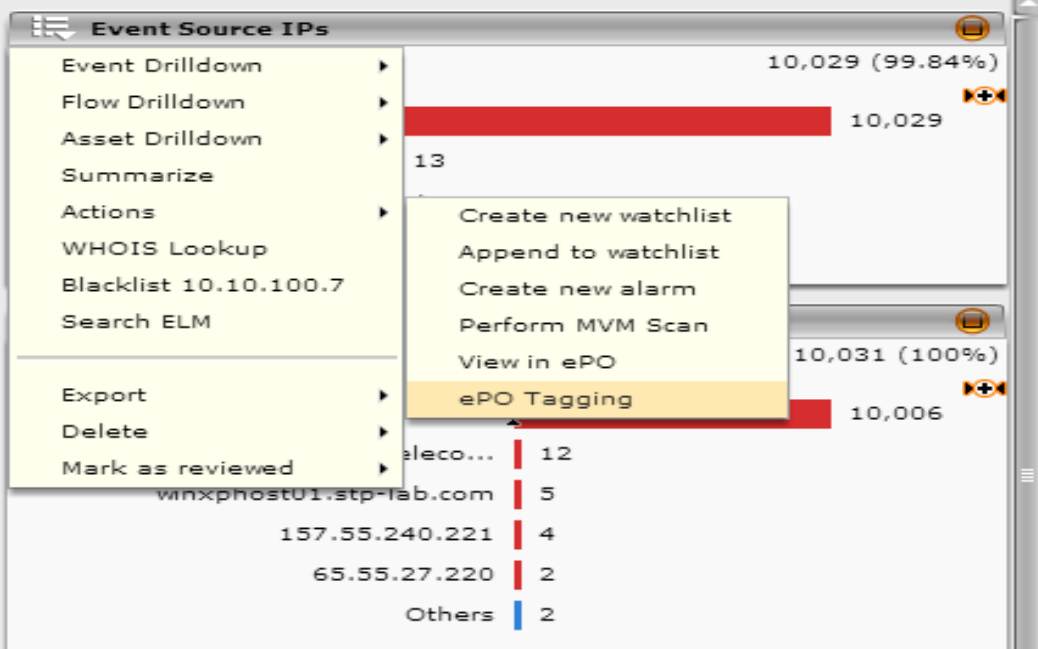 Event Source IPs
10,029 (99.84%)
10,029
13
Event Drilldown
Flow Drilldown
Asset Drilldown
Summarize
Actions
WHOIS Lookup
Blacklist 10.10.100.7
Search ELM
Export
Delete
Mark as reviewed
Create new watchlist
Append to watchlist
Create new alarm
Perform MVM Scan
View in ePO
ePO Tagging
10,031 (100%)
10,006
eleco... 12
winxphost01.stp-lab.com 5
157.55.240.221 4
65.55.27.220 2
Others 2